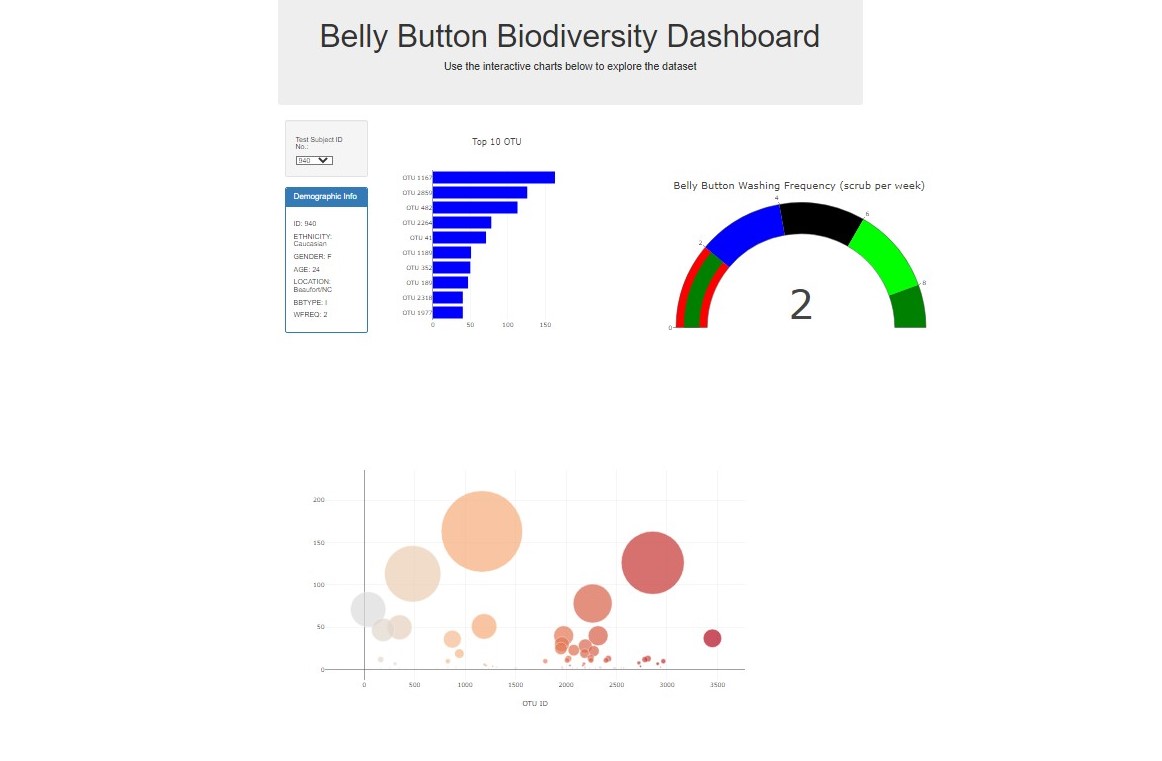 Belly Button Biodiversity Dashboard
Use the interactive charts below to explore the dataset
Test Subject ID
No.:
940
Demographic Info
ID: 940
ETHNICITY:
Caucasian
GENDER: F
AGE: 24
LOCATION:
Beaufort/NC
BBTYPE: I
WFREQ: 2
Top 10 OTU
OTU 1167
OTU 2859
OTU 482
OTU 2264
OTU 41
OTU 1189
OTU 352
OTU 189
OTU 2318
OTU 1977
0 50 100 150
Belly Button Washing Frequency (scrub per week)
0
2
4
6
8
2
200
150
100
50
0
0 500 1000 1500 2000 2500 3000 3500
OTU ID